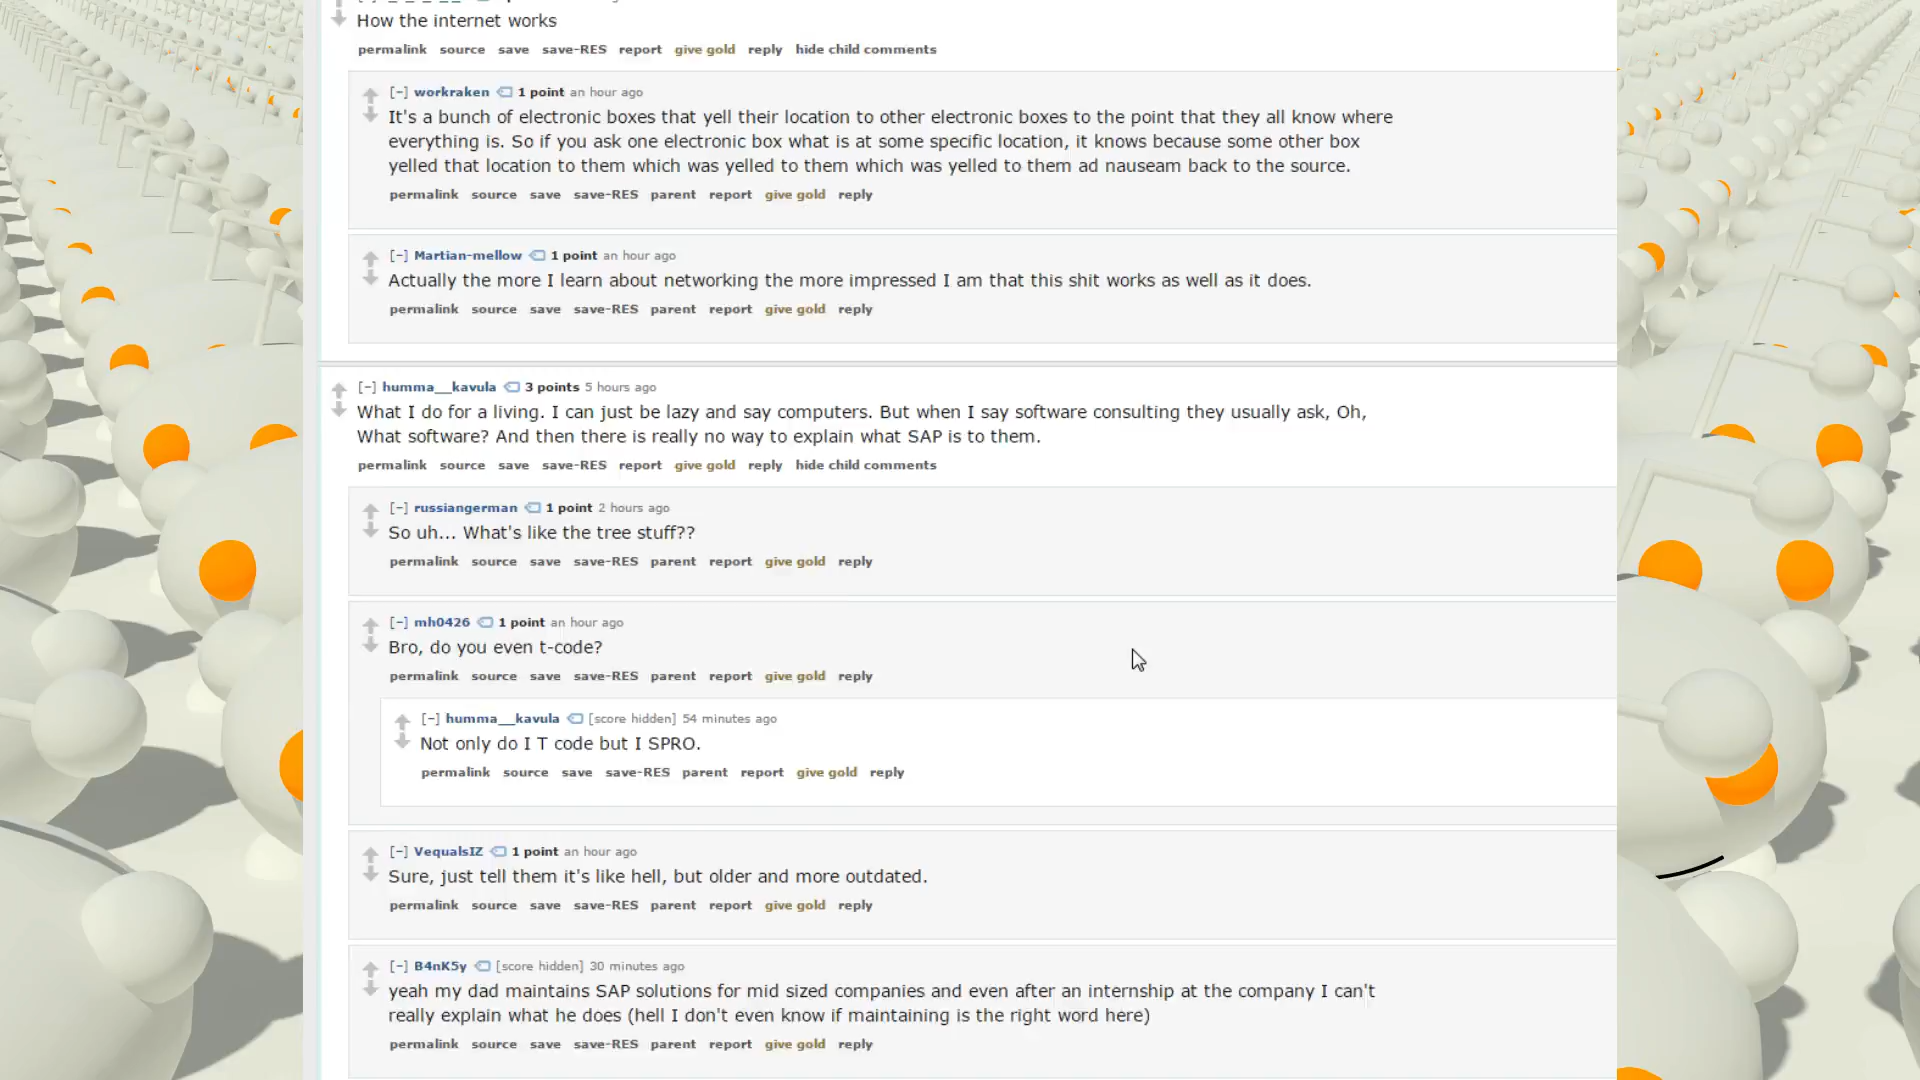 How the internet works
permalink source save save-RES report give gold reply hide child comments
[-] workraken 1 point an hour ago
It's a bunch of electronic boxes that yell their location to other electronic boxes to the point that they all know where
everything is. So if you ask one electronic box what is at some specific location, it knows because some other box
yelled that location to them which was yelled to them which was yelled to them ad nauseam back to the source.
permalink source save save-RES parent report give gold reply
[-] Martian-mellow 1 point an hour ago
Actually the more I learn about networking the more impressed I am that this shit works as well as it does.
permalink source save save-RES parent report give gold reply
[-] humma__kavula 3 points 5 hours ago
What I do for a living. I can just be lazy and say computers. But when I say software consulting they usually ask, Oh,
What software? And then there is really no way to explain what SAP is to them.
permalink source save save-RES report give gold reply hide child comments
[-] russiangerman 1 point 2 hours ago
So uh... What's like the tree stuff??
permalink source save save-RES parent report give gold reply
[-] mh0426 1 point an hour ago
Bro, do you even t-code?
permalink source save save-RES parent report give gold reply
[-] humma__kavula [score hidden] 54 minutes ago
Not only do I T code but I SPRO.
permalink source save save-RES parent report give gold reply
[-] VequalsIZ 1 point an hour ago
Sure, just tell them it's like hell, but older and more outdated.
permalink source save save-RES parent report give gold reply
[-] B4nK5y [score hidden] 30 minutes ago
yeah my dad maintains SAP solutions for mid sized companies and even after an internship at the company I can't
really explain what he does (hell I don't even know if maintaining is the right word here)
permalink source save save-RES parent report give gold reply